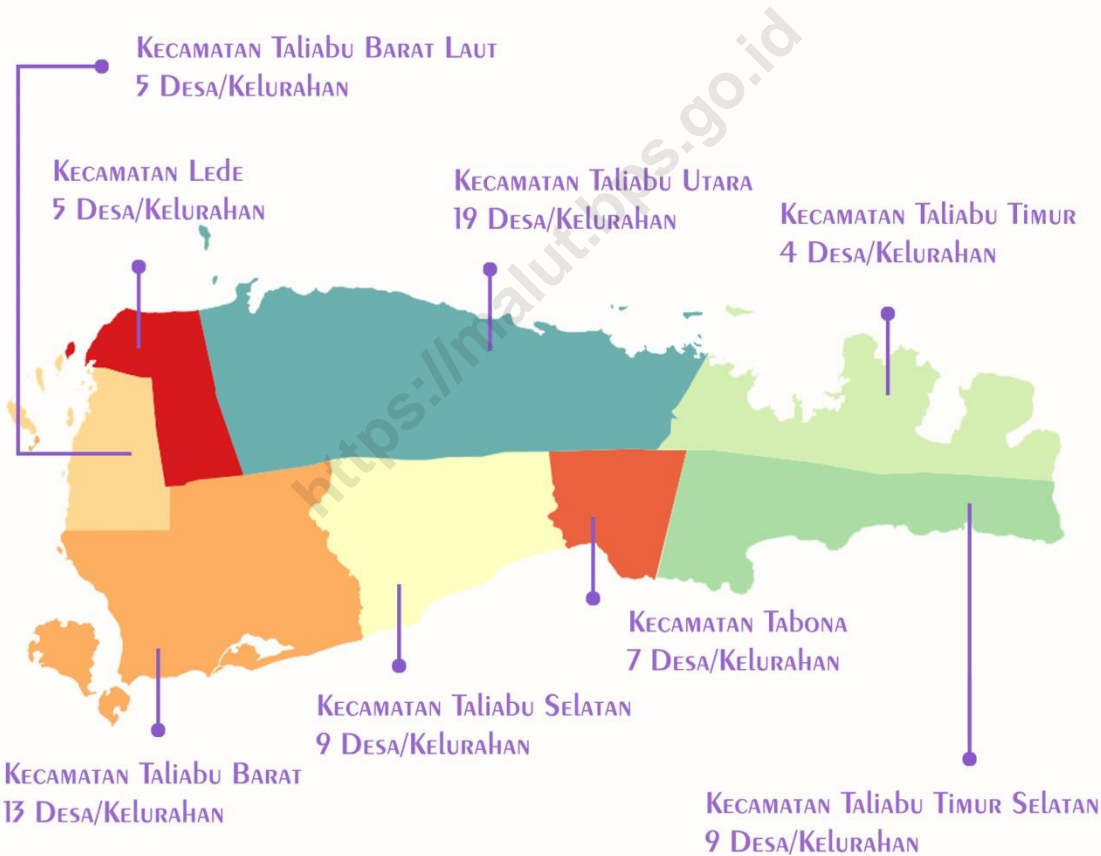 Kecamatan Taliabu Barat Laut
5 Desa/Kelurahan
Kecamatan Lede
5 Desa/Kelurahan
Kecamatan Taliabu Utara
19 Desa/Kelurahan
Kecamatan Taliabu Timur
4 Desa/Kelurahan
https://malut.bps.go.id
Kecamatan Tabona
7 Desa/Kelurahan
Kecamatan Taliabu Selatan
9 Desa/Kelurahan
Kecamatan Taliabu Barat
13 Desa/Kelurahan
Kecamatan Taliabu Timur Selatan
9 Desa/Kelurahan